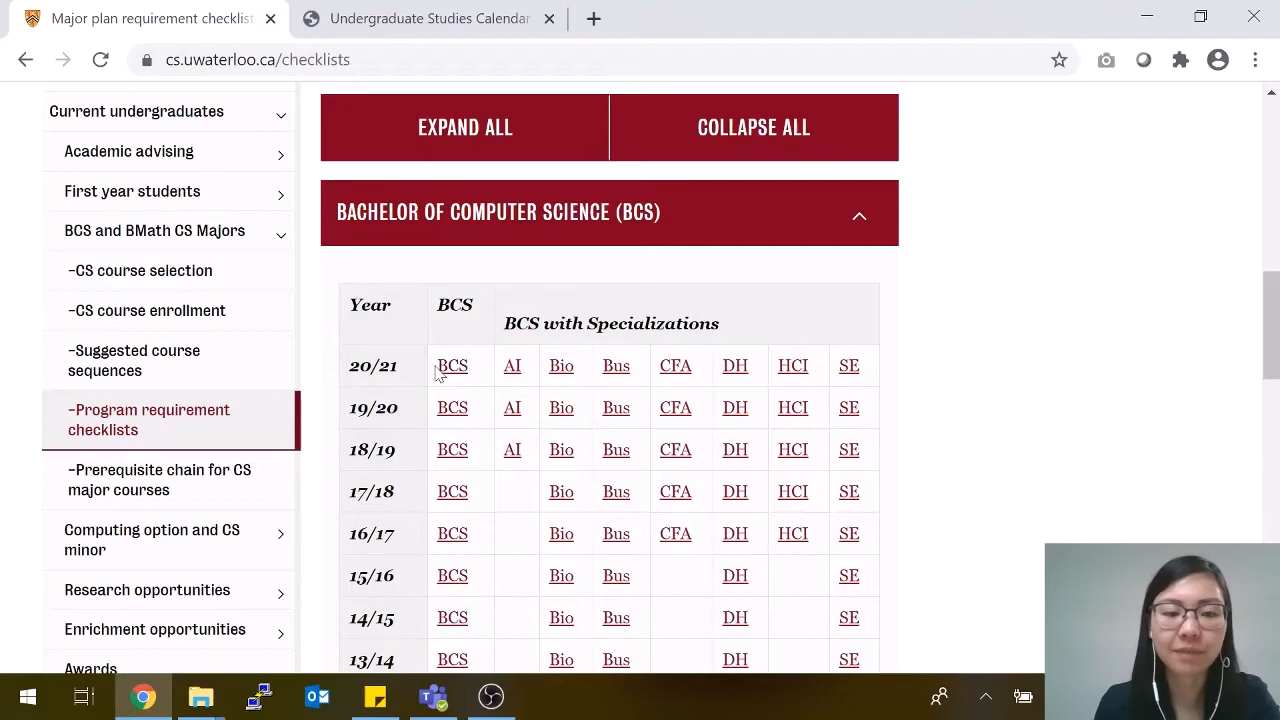 Major plan requirement checklist
Undergraduate Studies Calendar
cs.uwaterloo.ca/checklists
Current undergraduates
Academic advising
First year students
BCS and BMath CS Majors
-CS course selection
-CS course enrollment
-Suggested course
sequences
-Program requirement
checklists
-Prerequisite chain for CS
major courses
Computing option and CS
minor
Research opportunities
Enrichment opportunities
Awards
EXPAND ALL COLLAPSE ALL
BACHELOR OF COMPUTER SCIENCE (BCS)
Year BCS BCS with Specializations
20/21 BCS AI Bio Bus CFA DH HCI SE
19/20 BCS AI Bio Bus CFA DH HCI SE
18/19 BCS AI Bio Bus CFA DH HCI SE
17/18 BCS Bio Bus CFA DH HCI SE
16/17 BCS Bio Bus CFA DH HCI SE
15/16 BCS Bio Bus DH SE
14/15 BCS Bio Bus DH SE
13/14 BCS Bio Bus DH SE